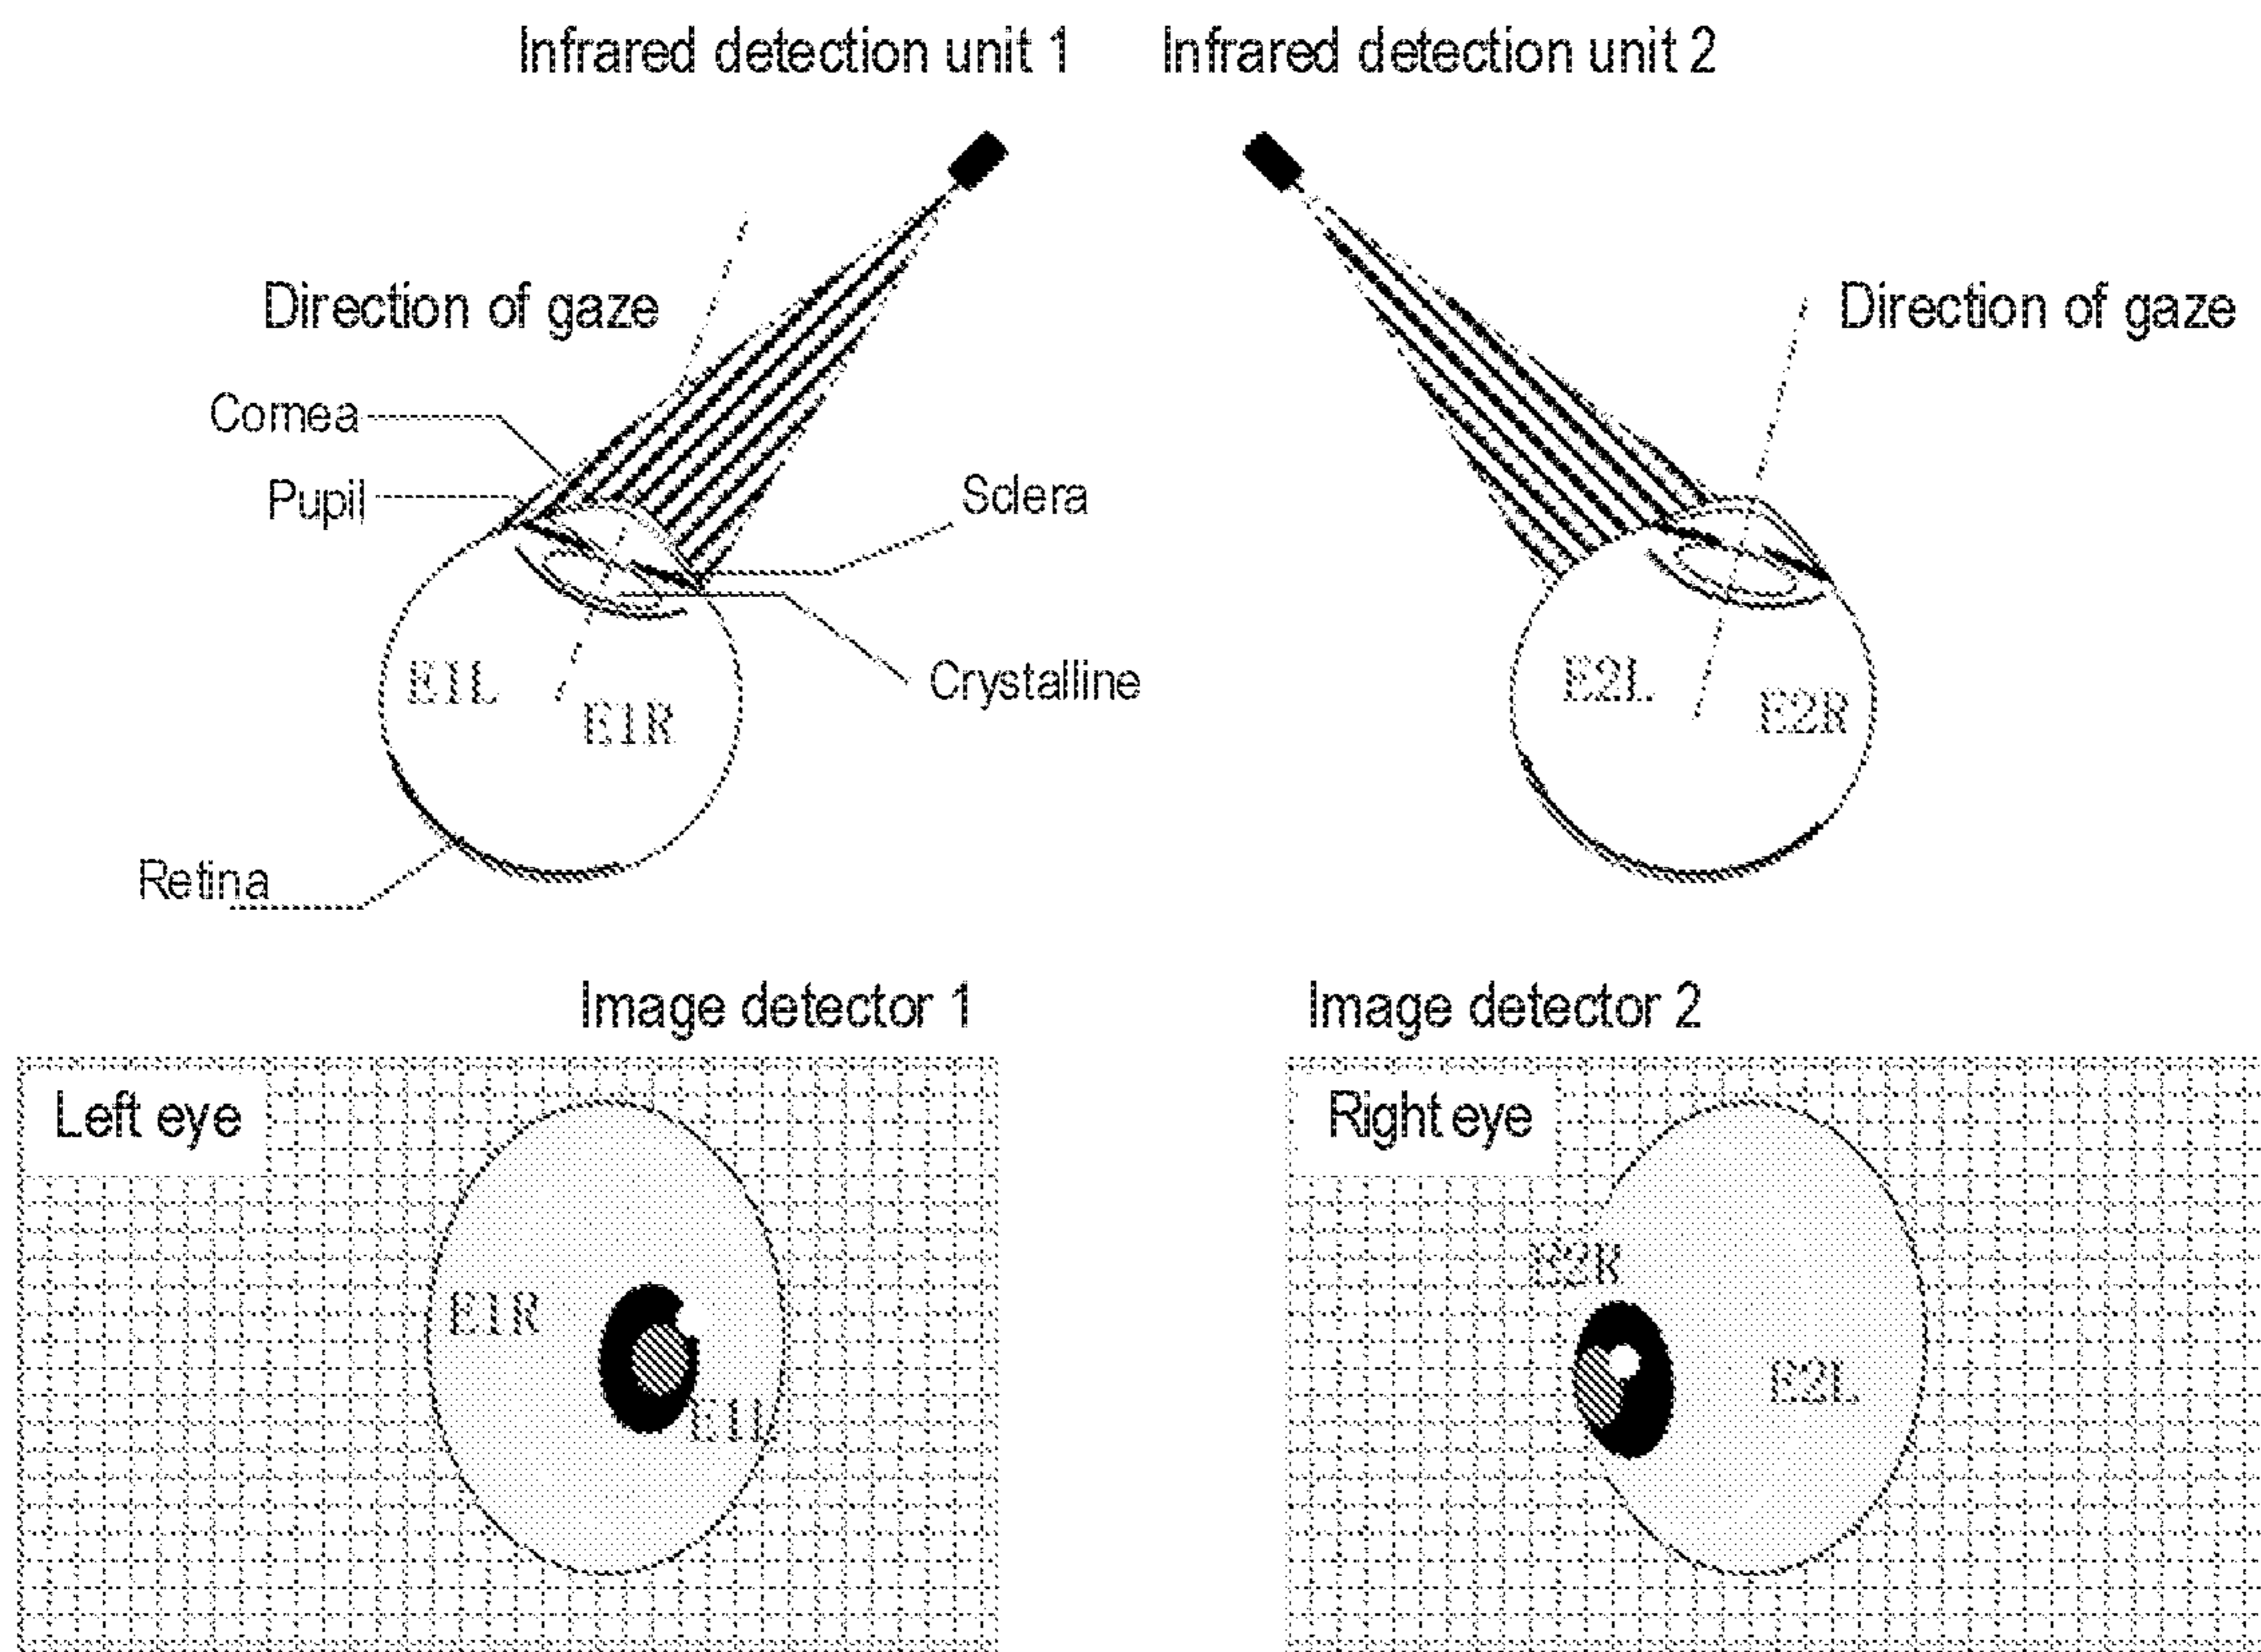 Infrared detection unit 1
Infrared detection unit 2
Direction of gaze
Direction of gaze
Cornea
Pupil
Sclera
E1L
E1R
Crystalline
E2L
E2R
Retina
Image detector 1
Image detector 2
Left eye
Right eye
E2R
E1R
E2L
E1L